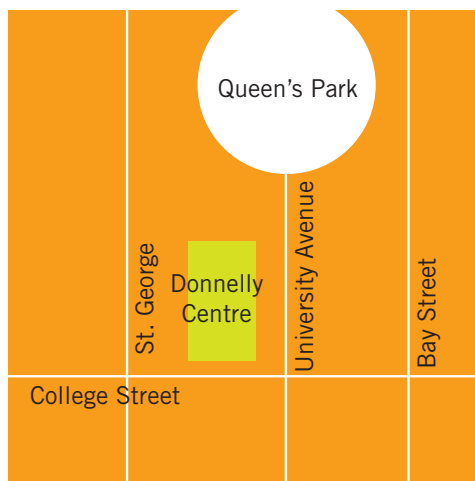 Queen’s Park
St. George
Donnelly
Centre
University Avenue
Bay Street
College Street